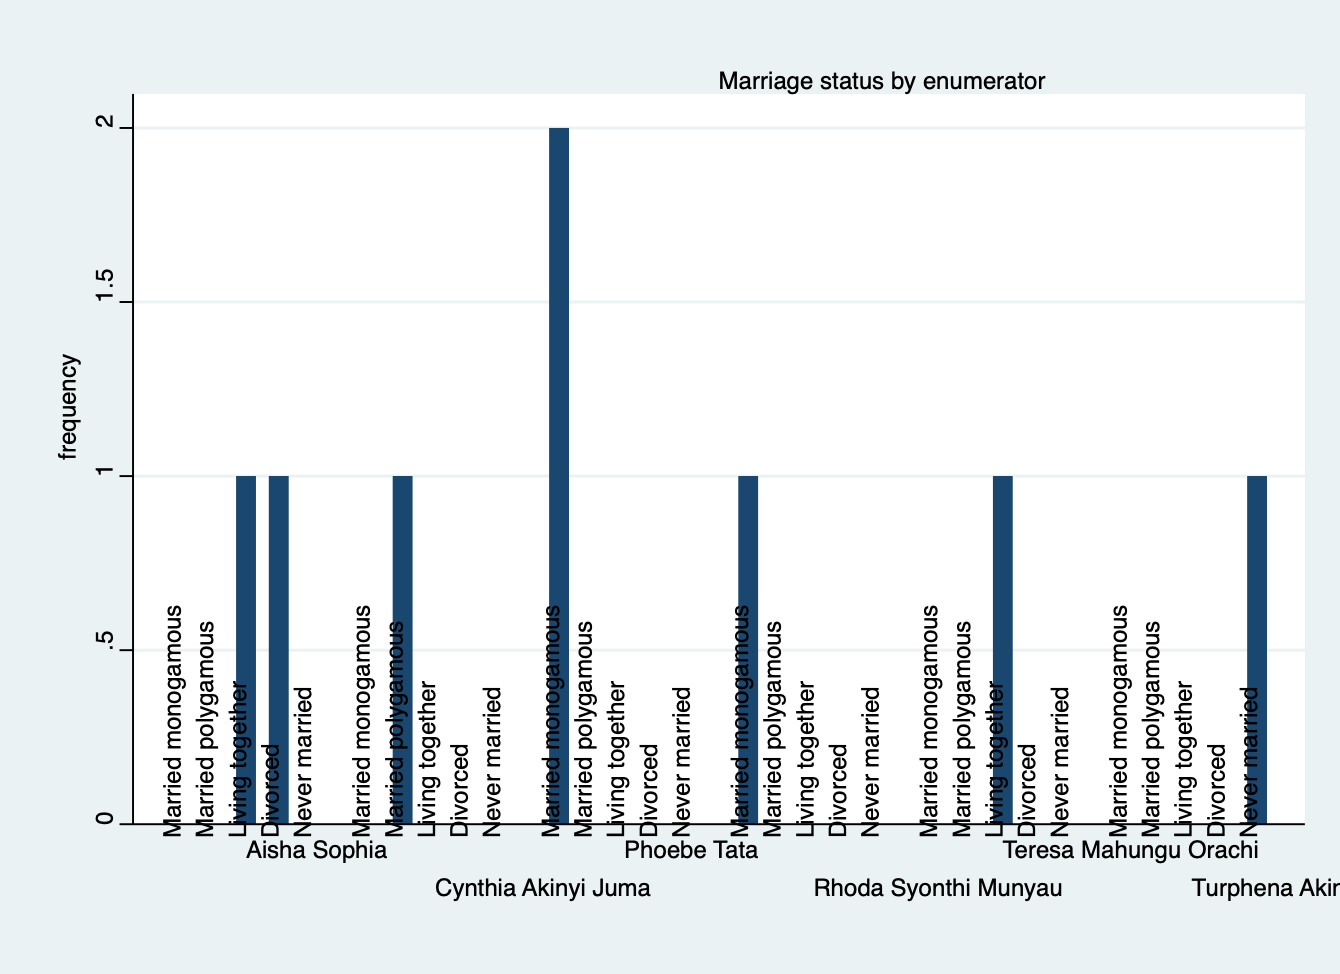 Marriage status by enumerator
frequency
2
1.5
1
.5
0
Married monogamous
Married polygamous
Living together
Divorced
Never married
Married monogamous
Married polygamous
Living together
Divorced
Never married
Married monogamous
Married polygamous
Living together
Divorced
Never married
Married monogamous
Married polygamous
Living together
Divorced
Never married
Married monogamous
Married polygamous
Living together
Divorced
Never married
Married monogamous
Married polygamous
Living together
Divorced
Never married
Aisha Sophia
Phoebe Tata
Teresa Mahungu Orachi
Cynthia Akinyi Juma
Rhoda Syonthi Munyau
Turphena